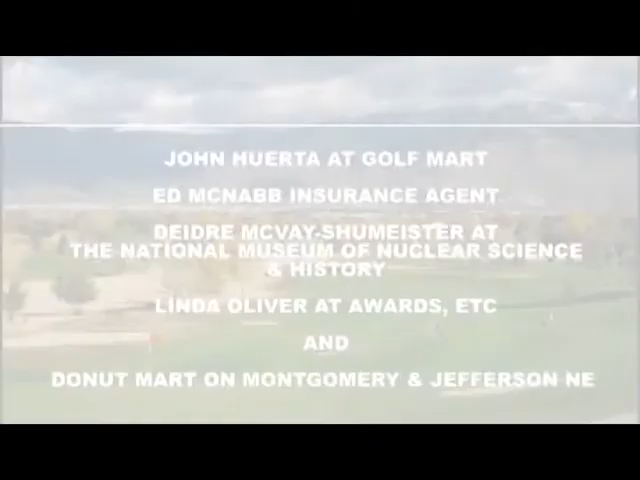 JOHN HUERTA AT GOLF MART
ED MCNABB INSURANCE AGENT
DEIDRE MCVAY-SHUMEISTER AT
THE NATIONAL MUSEUM OF NUCLEAR SCIENCE
& HISTORY
LINDA OLIVER AT AWARDS, ETC
AND
DONUT MART ON MONTGOMERY & JEFFERSON NE